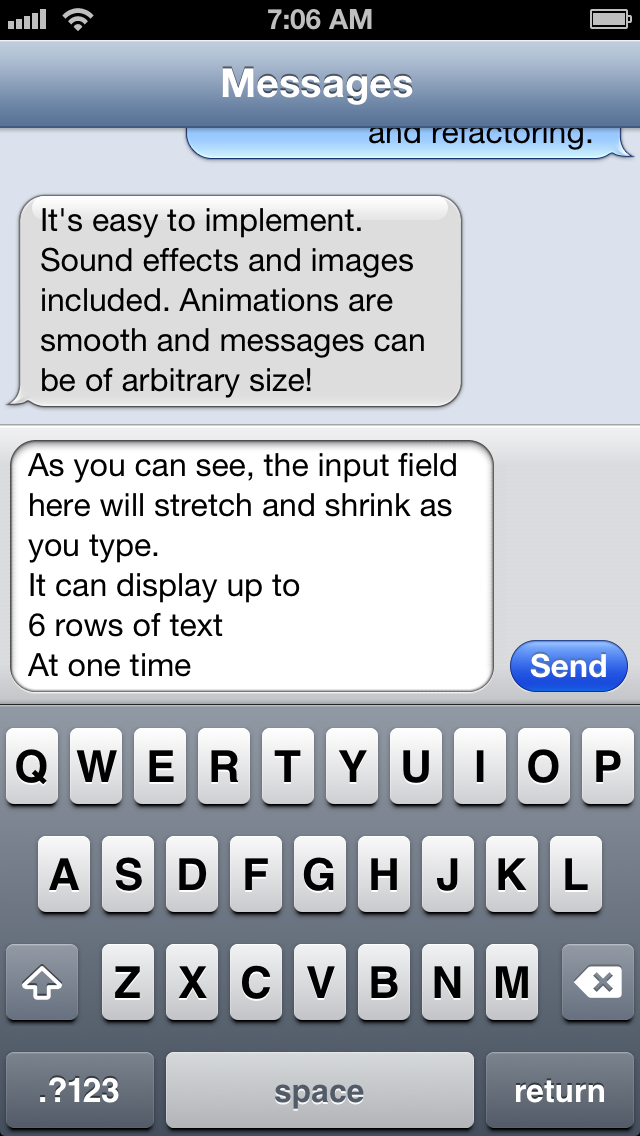 7:06 AM
Messages
and refactoring.
It's easy to implement.
Sound effects and images
included. Animations are
smooth and messages can
be of arbitrary size!
As you can see, the input field
here will stretch and shrink as
you type.
It can display up to
6 rows of text
At one time
Send
Q W E R T Y U I O P
A S D F G H J K L
Z X C V B N M
.?123 space return